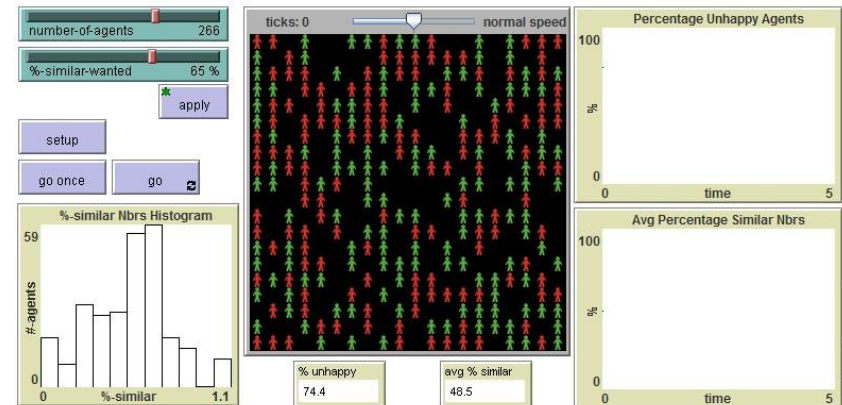 number-of-agents 266
%-similar-wanted 65 %
apply
setup
go once
go
%-similar Nbrs Histogram
59
#-agents
0
0 %-similar 1.1
ticks: 0 normal speed
% unhappy
74.4
avg % similar
48.5
Percentage Unhappy Agents
100
%
0
0 time 5
Avg Percentage Similar Nbrs
100
%
0
0 time 5